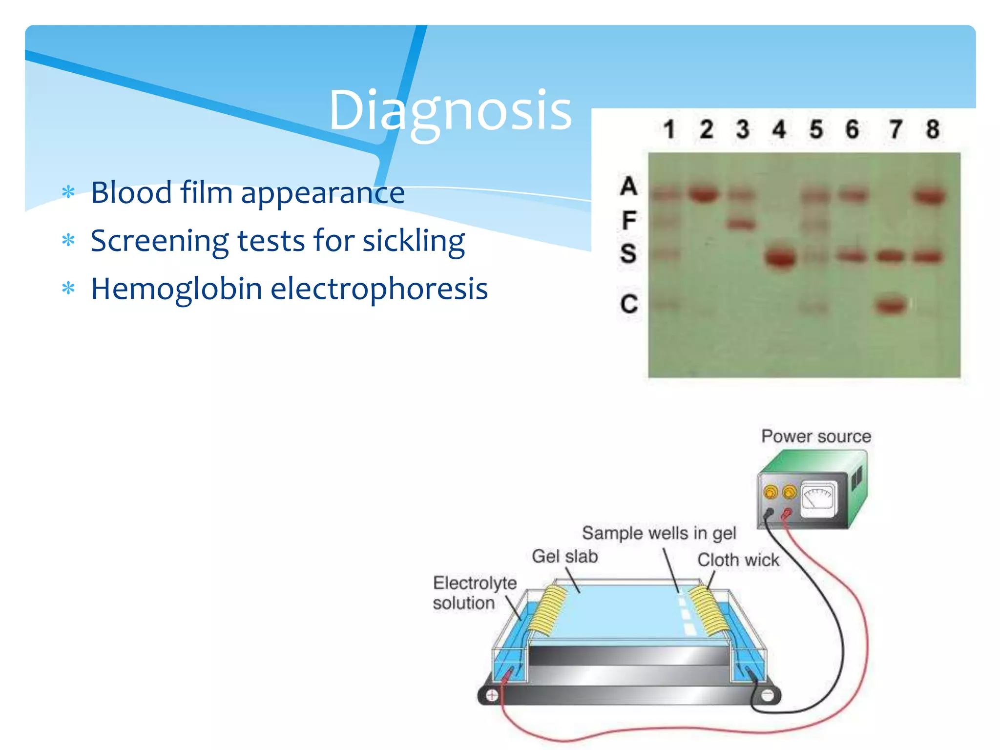 Diagnosis
* Blood film appearance
* Screening tests for sickling
* Hemoglobin electrophoresis
1 2 3 4 5 6 7 8
A
F
S
C
Power source
Sample wells in gel
Gel slab
Cloth wick
Electrolyte
solution
+
−